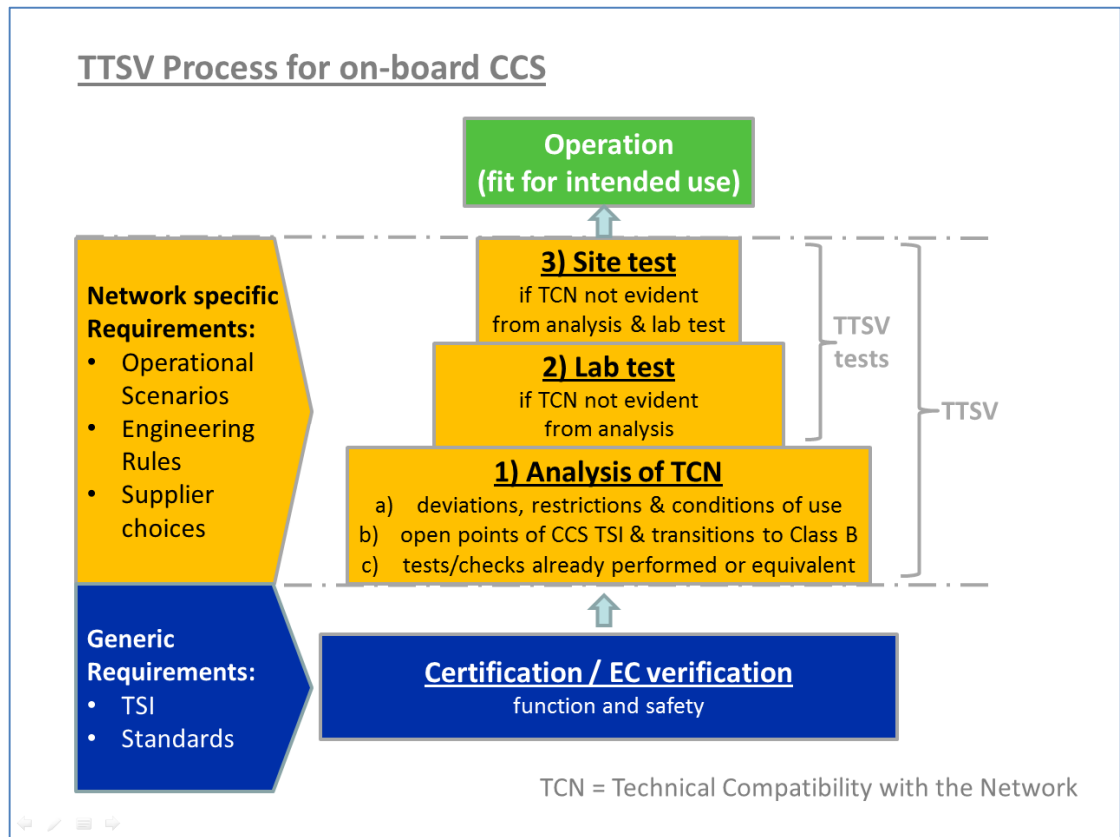 TTSV Process for on-board CCS
Operation
(fit for intended use)
Network specific
Requirements:
• Operational
Scenarios
• Engineering
Rules
• Supplier
choices
3) Site test
if TCN not evident
from analysis & lab test
2) Lab test
if TCN not evident
from analysis
1) Analysis of TCN
a) deviations, restrictions & conditions of use
b) open points of CCS TSI & transitions to Class B
c) tests/checks already performed or equivalent
TTSV
tests
TTSV
Generic
Requirements:
• TSI
• Standards
Certification / EC verification
function and safety
TCN = Technical Compatibility with the Network